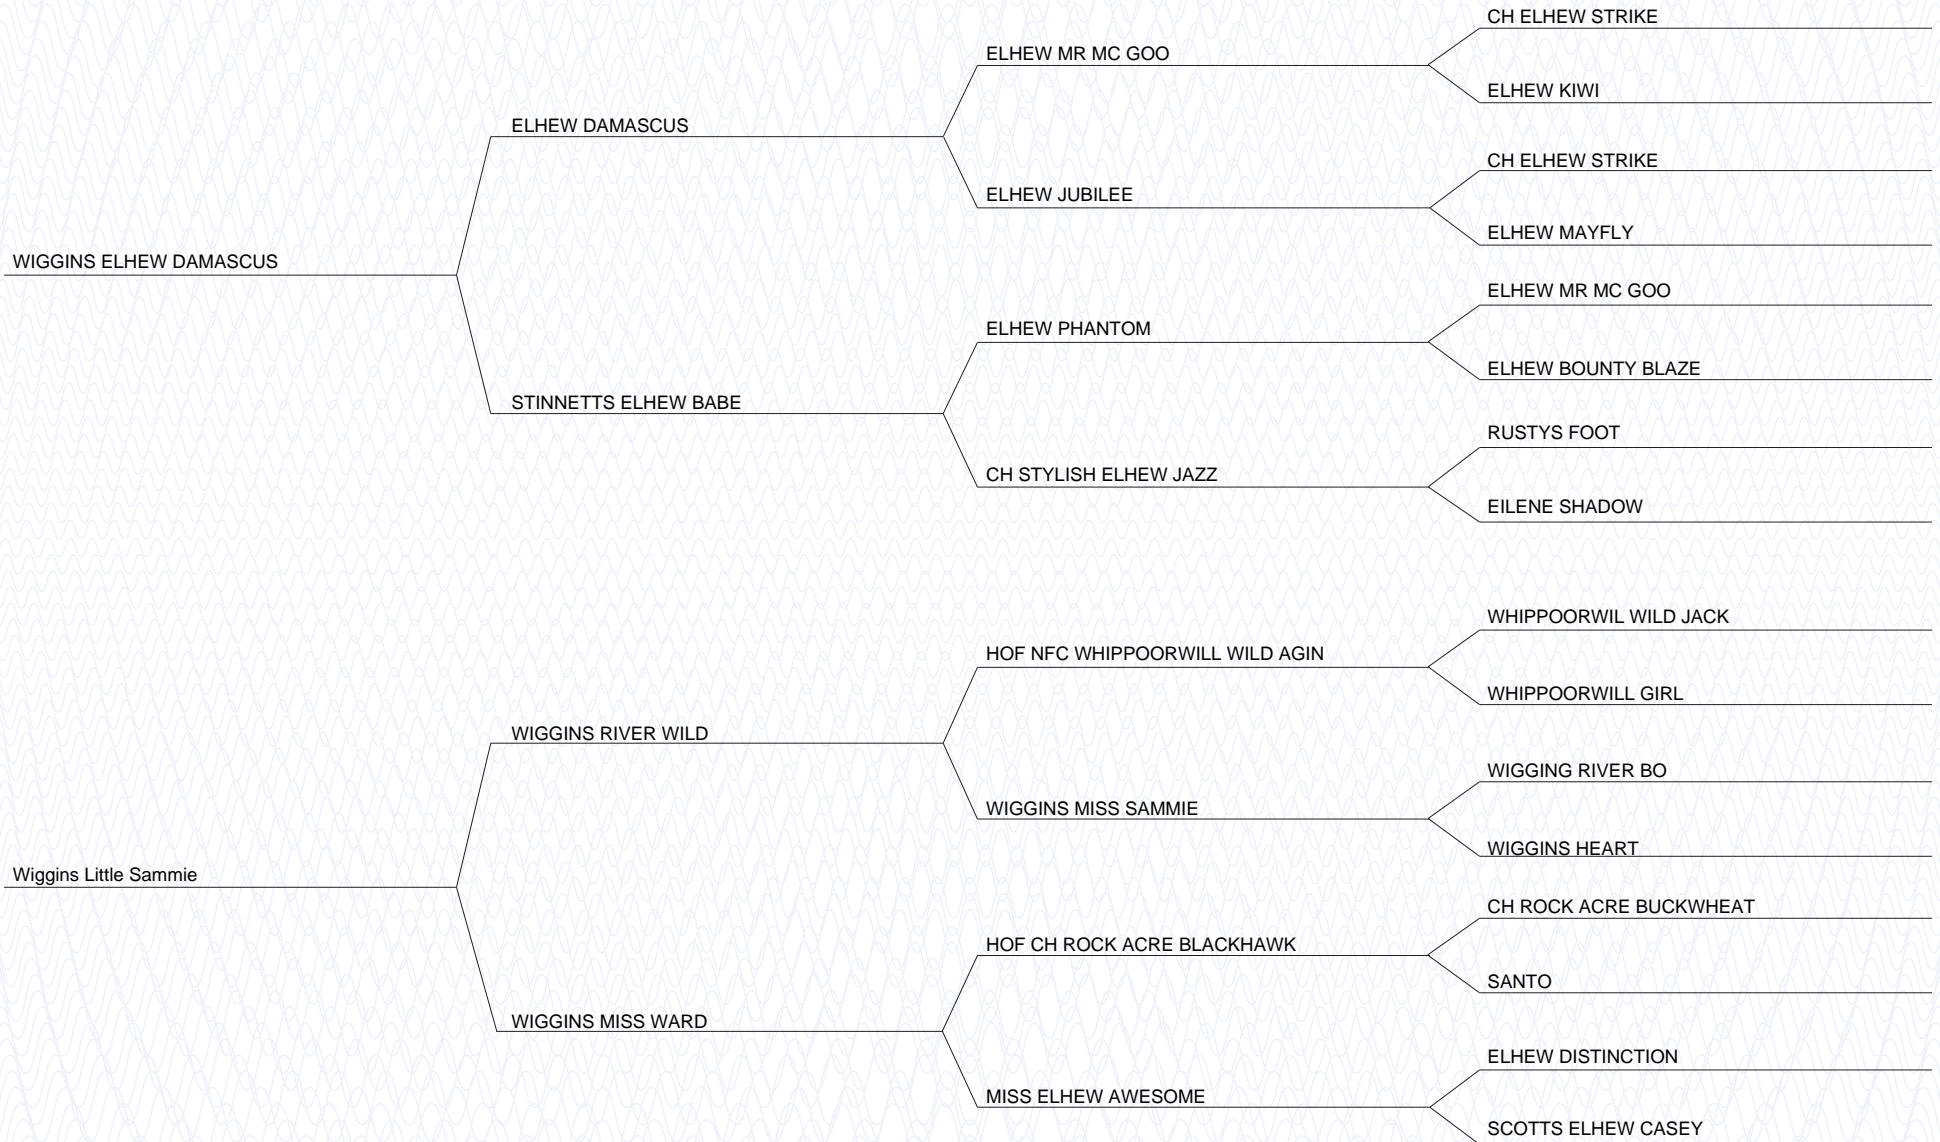 CH ELHEW STRIKE
ELHEW MR MC GOO
ELHEW KIWI
ELHEW DAMASCUS
CH ELHEW STRIKE
ELHEW JUBILEE
ELHEW MAYFLY
WIGGINS ELHEW DAMASCUS
ELHEW MR MC GOO
ELHEW PHANTOM
ELHEW BOUNTY BLAZE
STINNETTS ELHEW BABE
RUSTYS FOOT
CH STYLISH ELHEW JAZZ
EILENE SHADOW
WHIPPOORWIL WILD JACK
HOF NFC WHIPPOORWILL WILD AGIN
WHIPPOORWILL GIRL
WIGGINS RIVER WILD
WIGGING RIVER BO
WIGGINS MISS SAMMIE
WIGGINS HEART
Wiggins Little Sammie
CH ROCK ACRE BUCKWHEAT
HOF CH ROCK ACRE BLACKHAWK
SANTO
WIGGINS MISS WARD
ELHEW DISTINCTION
MISS ELHEW AWESOME
SCOTTS ELHEW CASEY